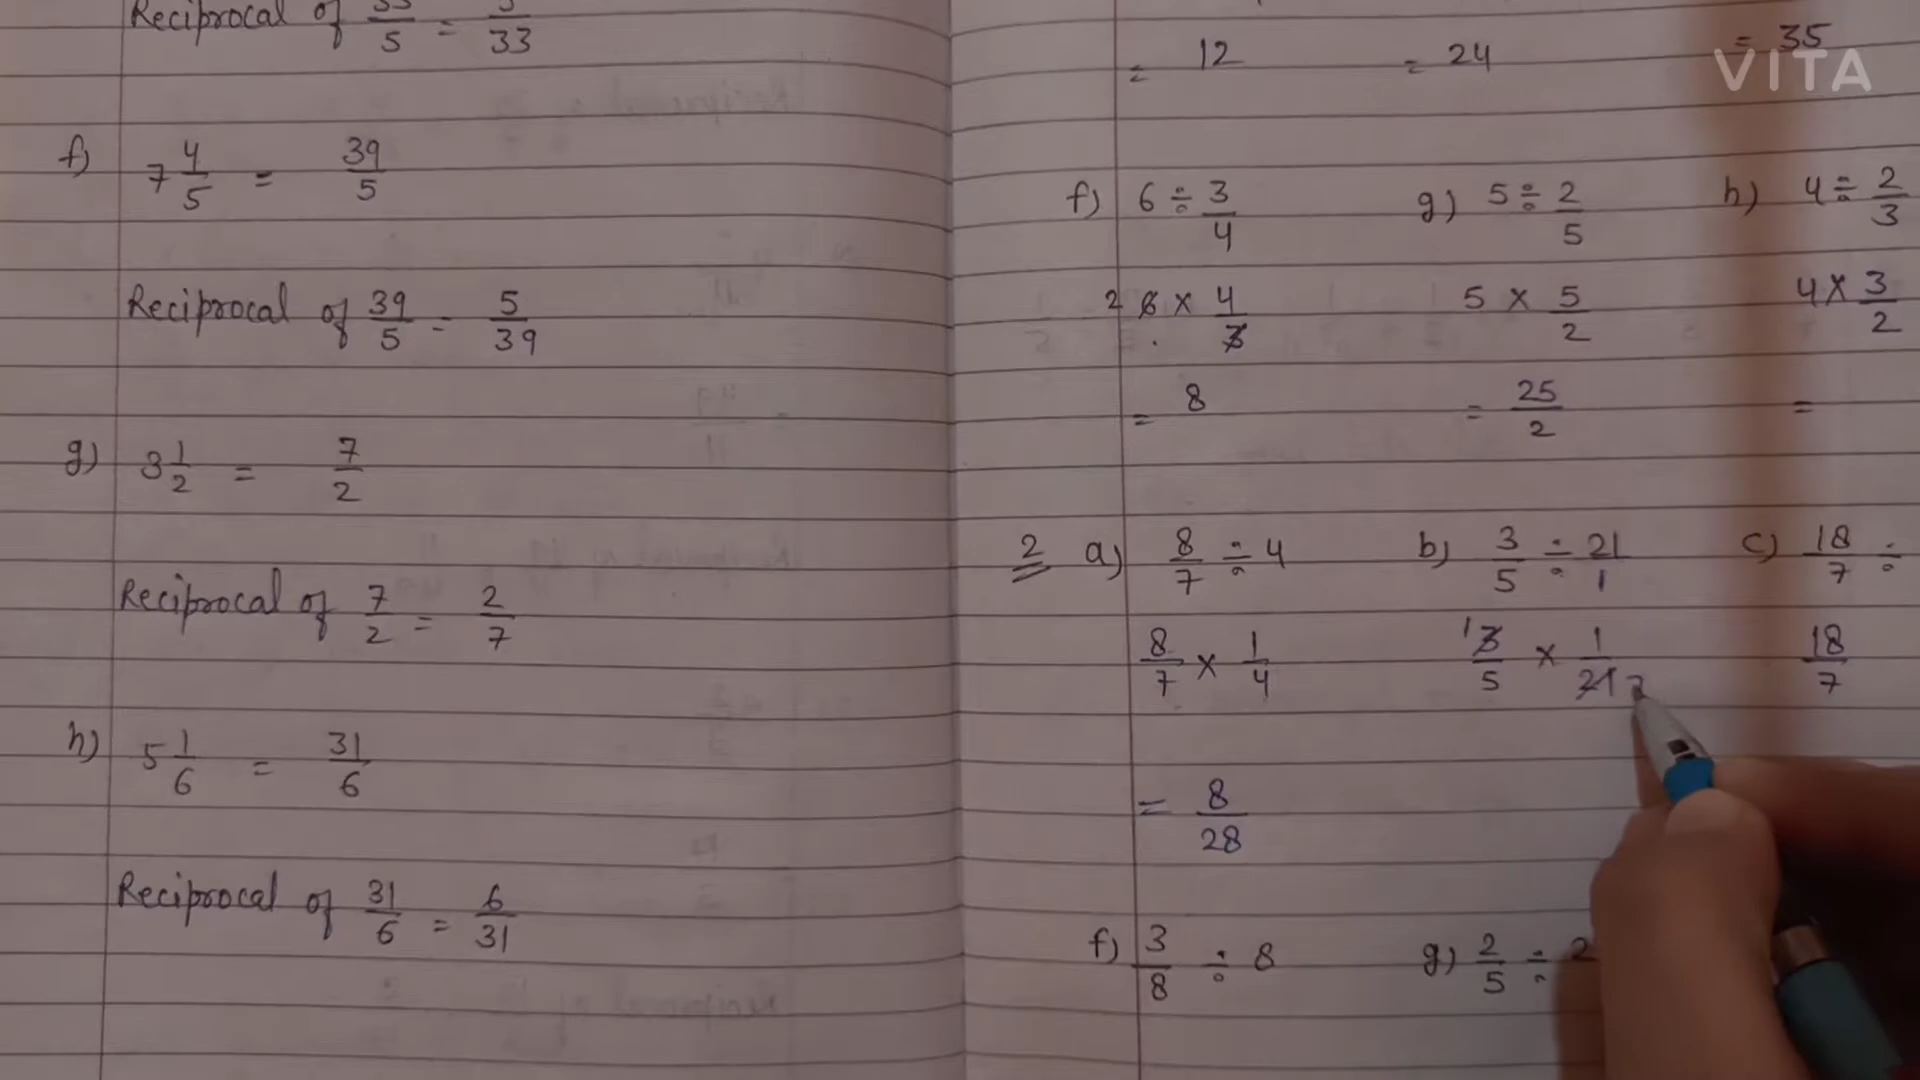 Reciprocal of 33/5 = 5/33
f) 7 4/5 = 39/5
Reciprocal of 39/5 = 5/39
g) 3 1/2 = 7/2
Reciprocal of 7/2 = 2/7
h) 5 1/6 = 31/6
Reciprocal of 31/6 = 6/31
= 12 = 24 = 35
VITA
f) 6 ÷ 3/4 g) 5 ÷ 2/5 h) 4 ÷ 2/3
2 6 × 4/3 5 × 5/2 4 × 3/2
= 8 = 25/2 =
2 a) 8/7 ÷ 4 b) 3/5 ÷ 21/1 c) 18/7 ÷
8/7 × 1/4 1 3/5 × 1/21 7 18/7
= 8/28
f) 3/8 ÷ 8 g) 2/5 ÷ 2